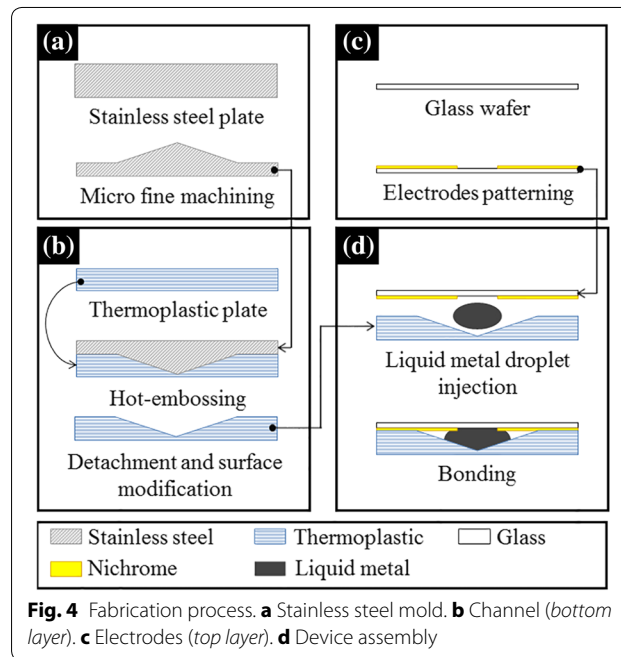 (a)
Stainless steel plate
Micro fine machining
(b)
Thermoplastic plate
Hot-embossing
Detachment and surface
modification
(c)
Glass wafer
Electrodes patterning
(d)
Liquid metal droplet
injection
Bonding
Stainless steel
Thermoplastic
Glass
Nichrome
Liquid metal
Fig. 4 Fabrication process. a Stainless steel mold. b Channel (bottom
layer). c Electrodes (top layer). d Device assembly